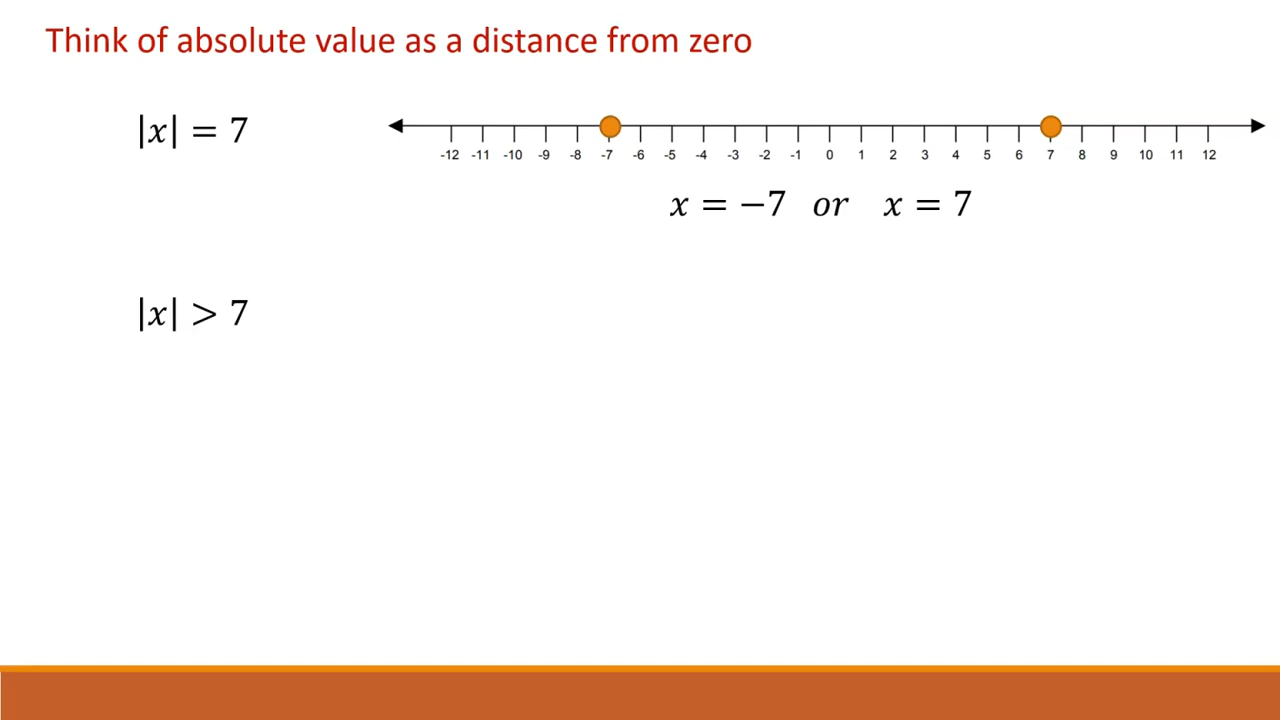 Think of absolute value as a distance from zero
|x| = 7
-12 -11 -10 -9 -8 -7 -6 -5 -4 -3 -2 -1 0 1 2 3 4 5 6 7 8 9 10 11 12
x = −7 or x = 7
|x| > 7